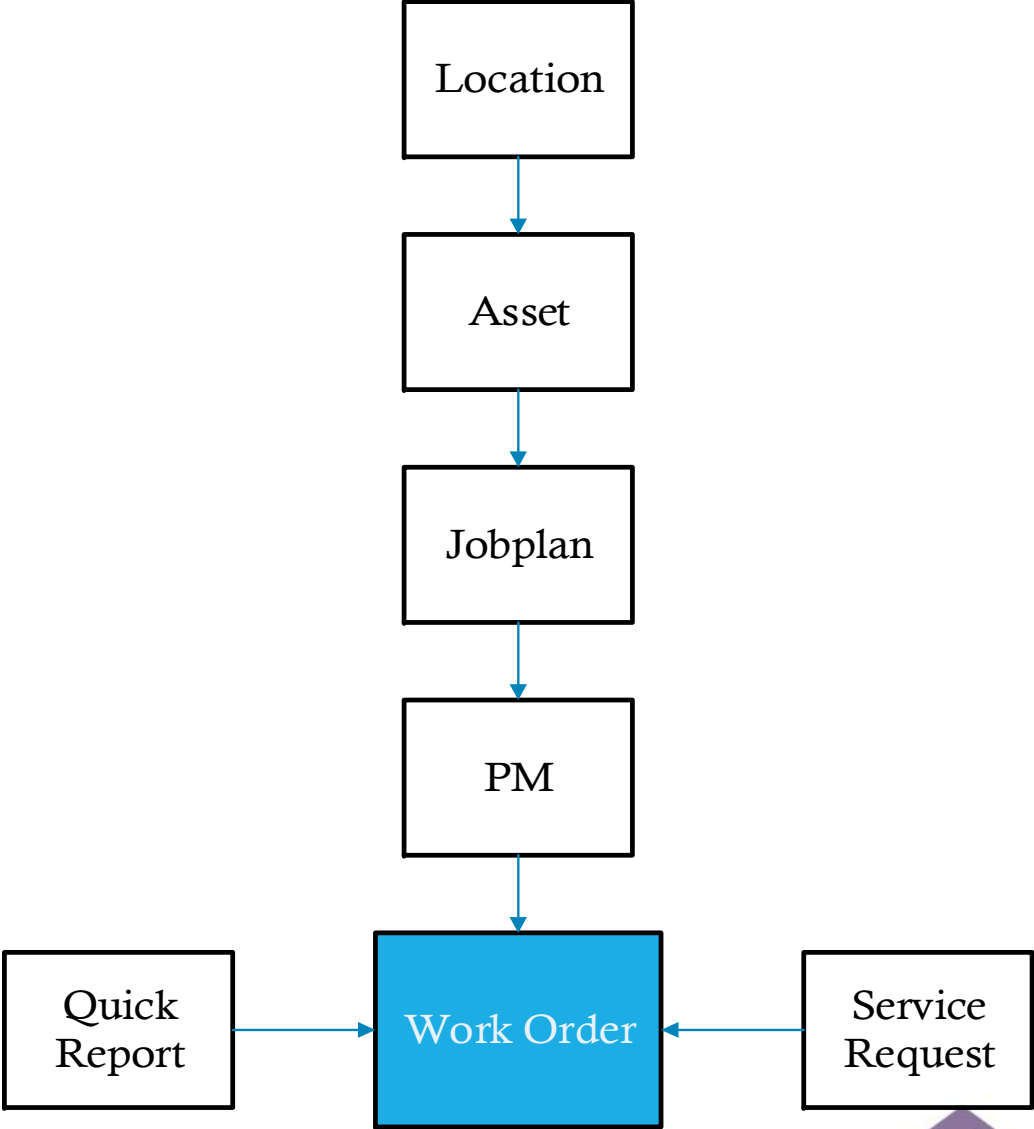 Location
Asset
Jobplan
PM
Quick
Report
Work Order
Service
Request